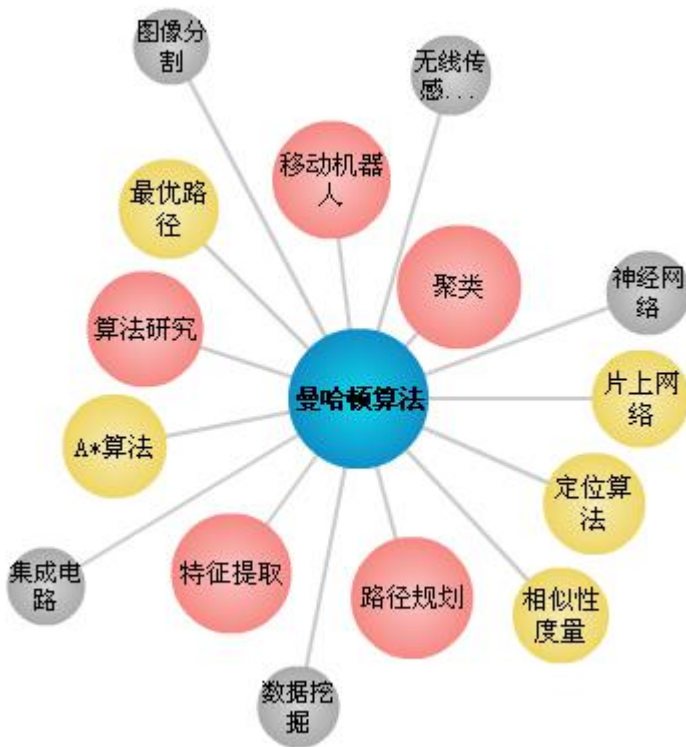 图像分
割
无线传
感...
移动机器
人
最优路
径
聚类
神经网
络
算法研究
曼哈顿算法
片上网
络
A*算法
定位算
法
特征提取
集成电
路
路径规划
相似性
度量
数据挖
掘